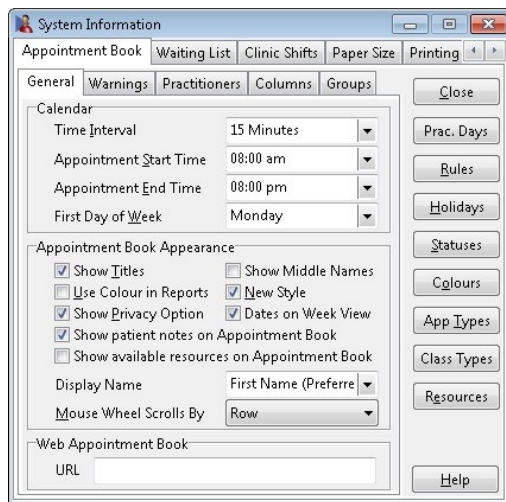 System Information
Appointment Book Waiting List Clinic Shifts Paper Size Printing
General Warnings Practitioners Columns Groups
Close
Calendar
Time Interval 15 Minutes
Prac. Days
Appointment Start Time 08:00 am
Rules
Appointment End Time 08:00 pm
First Day of Week Monday
Holidays
Appointment Book Appearance
Statuses
Show Titles Show Middle Names
Use Colour in Reports New Style
Colours
Show Privacy Option Dates on Week View
App Types
Show patient notes on Appointment Book
Show available resources on Appointment Book
Class Types
Display Name First Name (Preferre
Resources
Mouse Wheel Scrolls By Row
Web Appointment Book
URL
Help